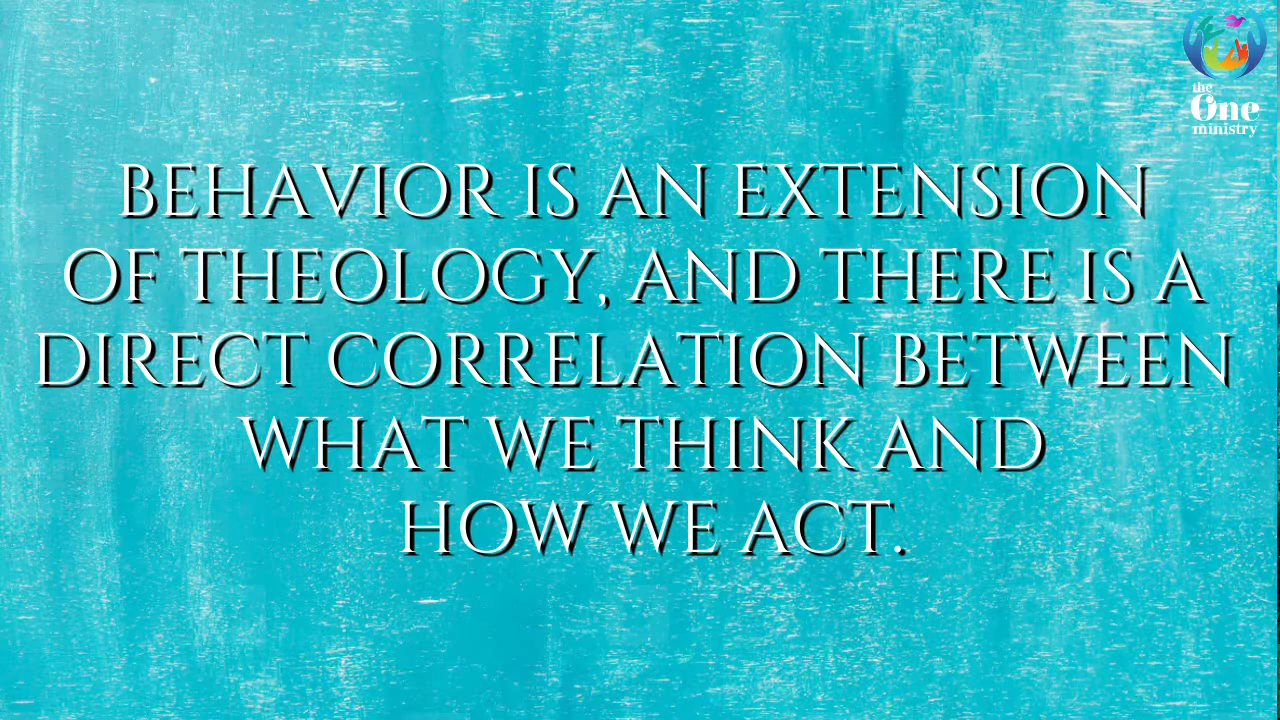 the
One
ministry
BEHAVIOR IS AN EXTENSION
OF THEOLOGY, AND THERE IS A
DIRECT CORRELATION BETWEEN
WHAT WE THINK AND
HOW WE ACT.